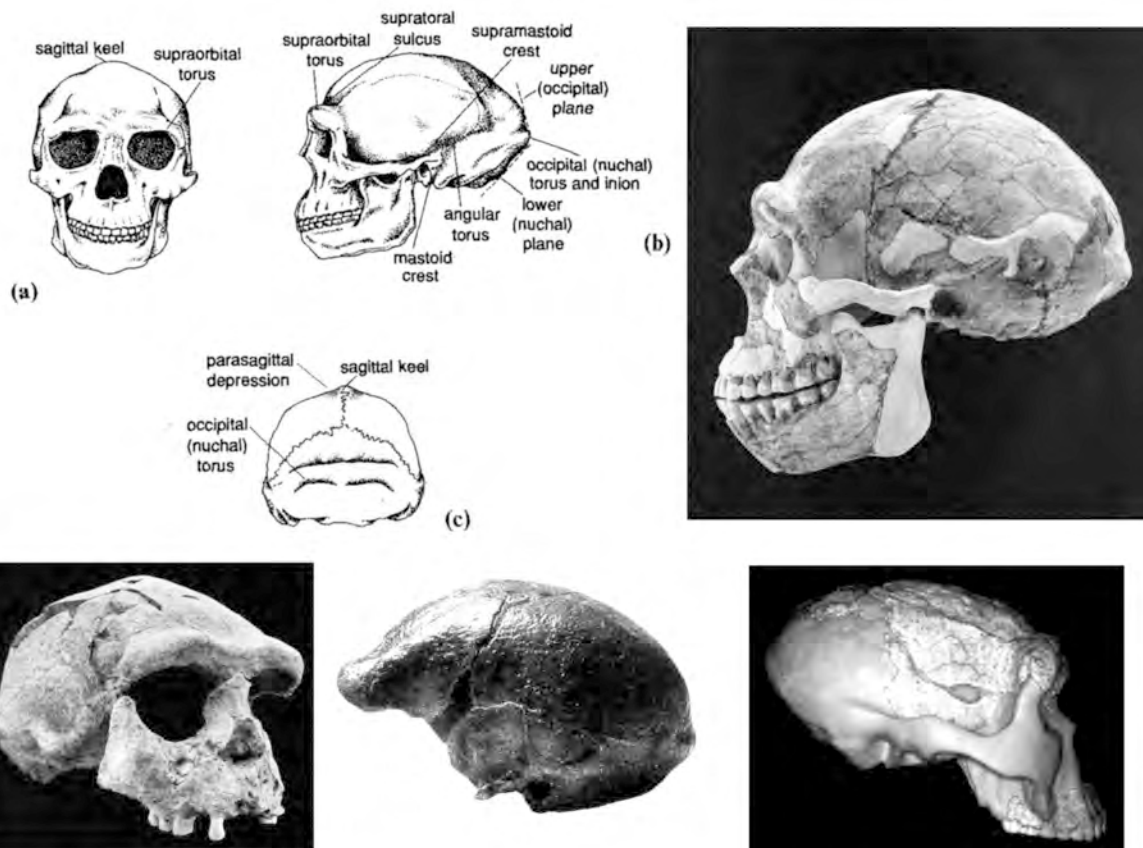 sagittal keel
supraorbital
torus
(a)
supraorbital
torus
supratoral
sulcus
supramastoid
crest
upper
(occipital)
plane
occipital (nuchal)
torus and inion
lower
(nuchal)
plane
angular
torus
mastoid
crest
(b)
parasagittal
depression
sagittal keel
occipital
(nuchal)
torus
(c)